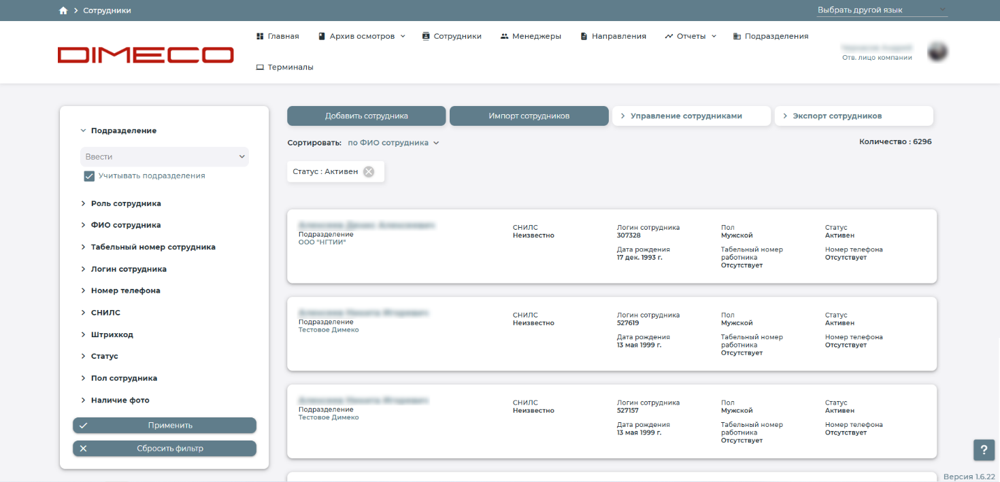 Сотрудники
Выбрать другой язык
DIMECO
Главная
Архив осмотров
Сотрудники
Менеджеры
Направления
Отчеты
Подразделения
Терминалы
Отв. лицо компании
Подразделение
Ввести
Учитывать подразделения
Роль сотрудника
ФИО сотрудника
Табельный номер сотрудника
Логин сотрудника
Номер телефона
СНИЛС
Штрихкод
Статус
Пол сотрудника
Наличие фото
Применить
Сбросить фильтр
Добавить сотрудника
Импорт сотрудников
Управление сотрудниками
Экспорт сотрудников
Сортировать: по ФИО сотрудника
Количество : 6296
Статус : Активен
Подразделение
ООО "НГТИИ"
СНИЛС
Неизвестно
Логин сотрудника
307328
Дата рождения
17 дек. 1993 г.
Пол
Мужской
Табельный номер
работника
Отсутствует
Статус
Активен
Номер телефона
Отсутствует
Подразделение
Тестовое Димеко
СНИЛС
Неизвестно
Логин сотрудника
527619
Дата рождения
13 мая 1999 г.
Пол
Мужской
Табельный номер
работника
Отсутствует
Статус
Активен
Номер телефона
Отсутствует
Подразделение
Тестовое Димеко
СНИЛС
Неизвестно
Логин сотрудника
527157
Дата рождения
13 мая 1999 г.
Пол
Мужской
Табельный номер
работника
Отсутствует
Статус
Активен
Номер телефона
Отсутствует
?
Версия 1.6.22